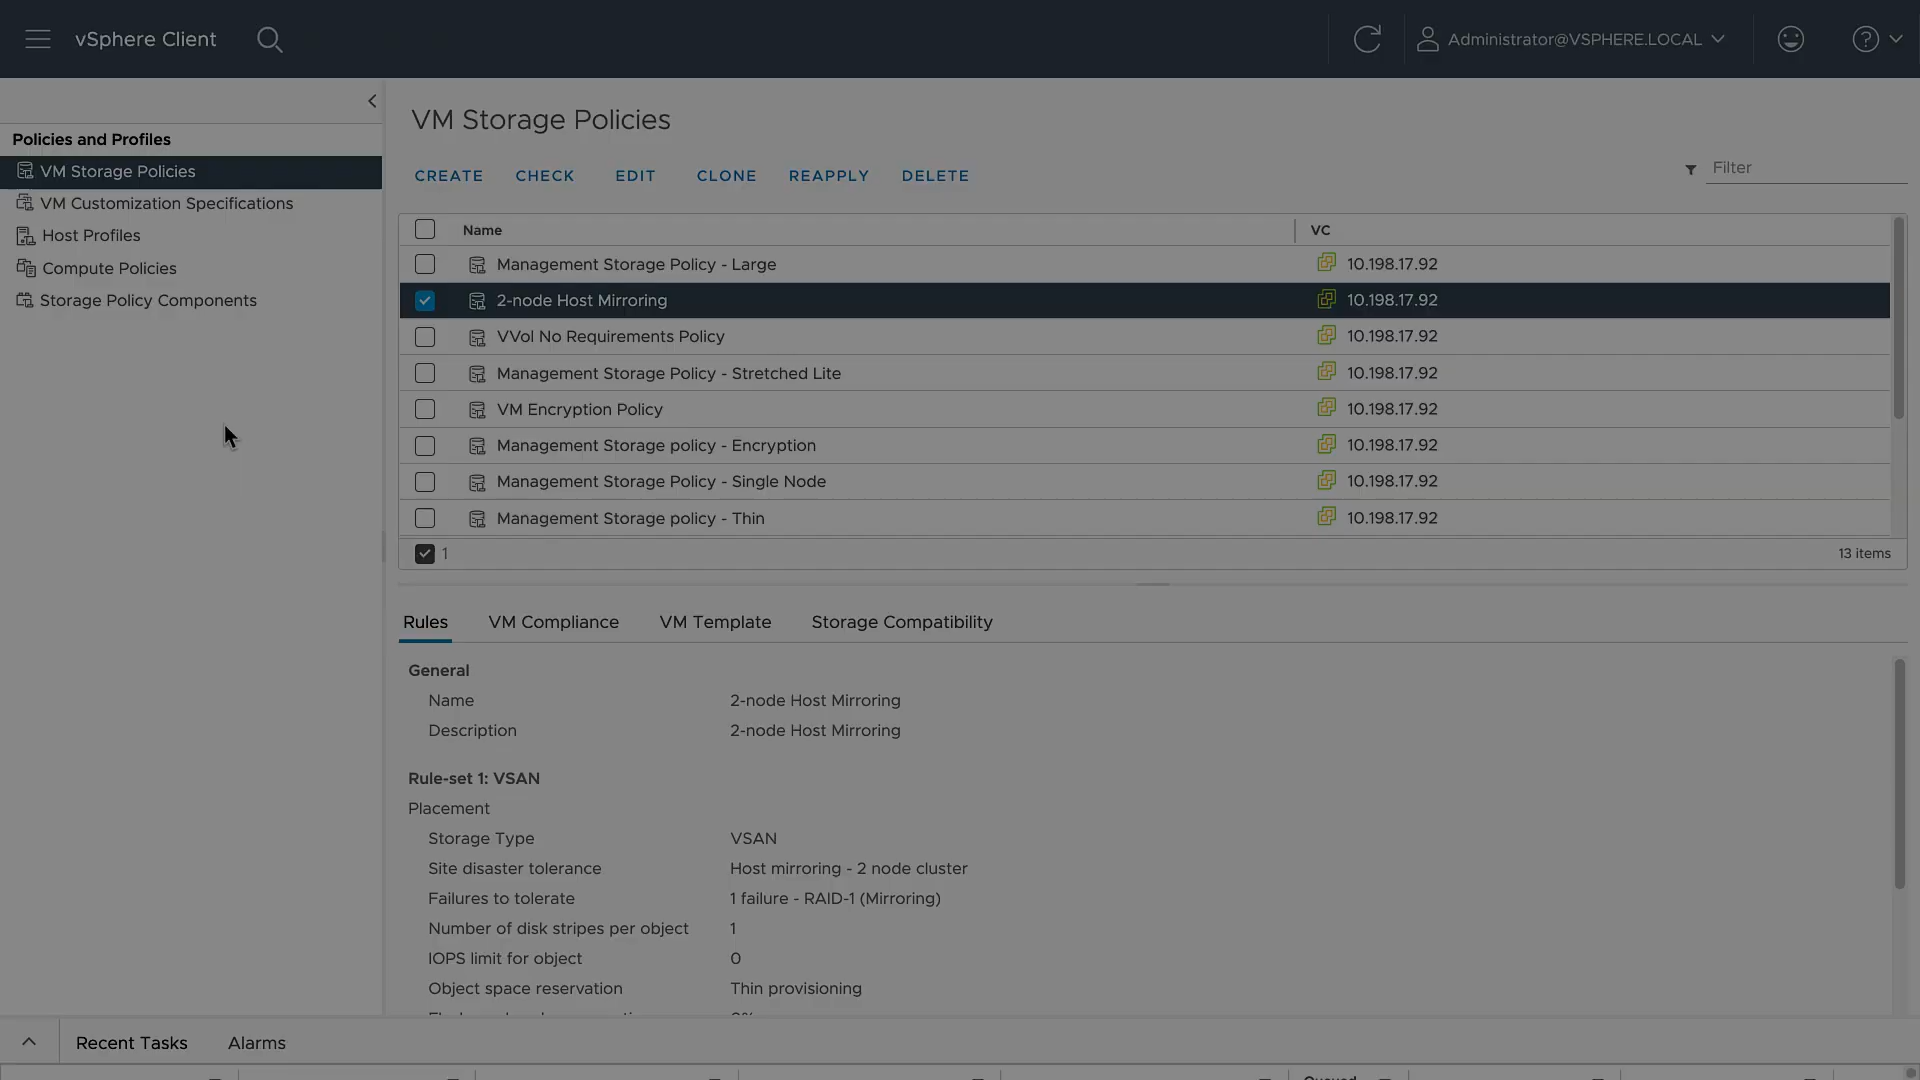 vSphere Client
Administrator@VSPHERE.LOCAL
Policies and Profiles
VM Storage Policies
VM Customization Specifications
Host Profiles
Compute Policies
Storage Policy Components
VM Storage Policies
CREATE CHECK EDIT CLONE REAPPLY DELETE
Filter
Name VC
Management Storage Policy - Large 10.198.17.92
2-node Host Mirroring 10.198.17.92
VVol No Requirements Policy 10.198.17.92
Management Storage Policy - Stretched Lite 10.198.17.92
VM Encryption Policy 10.198.17.92
Management Storage policy - Encryption 10.198.17.92
Management Storage Policy - Single Node 10.198.17.92
Management Storage policy - Thin 10.198.17.92
1 13 items
Rules VM Compliance VM Template Storage Compatibility
General
Name 2-node Host Mirroring
Description 2-node Host Mirroring
Rule-set 1: VSAN
Placement
Storage Type VSAN
Site disaster tolerance Host mirroring - 2 node cluster
Failures to tolerate 1 failure - RAID-1 (Mirroring)
Number of disk stripes per object 1
IOPS limit for object 0
Object space reservation Thin provisioning
Recent Tasks Alarms